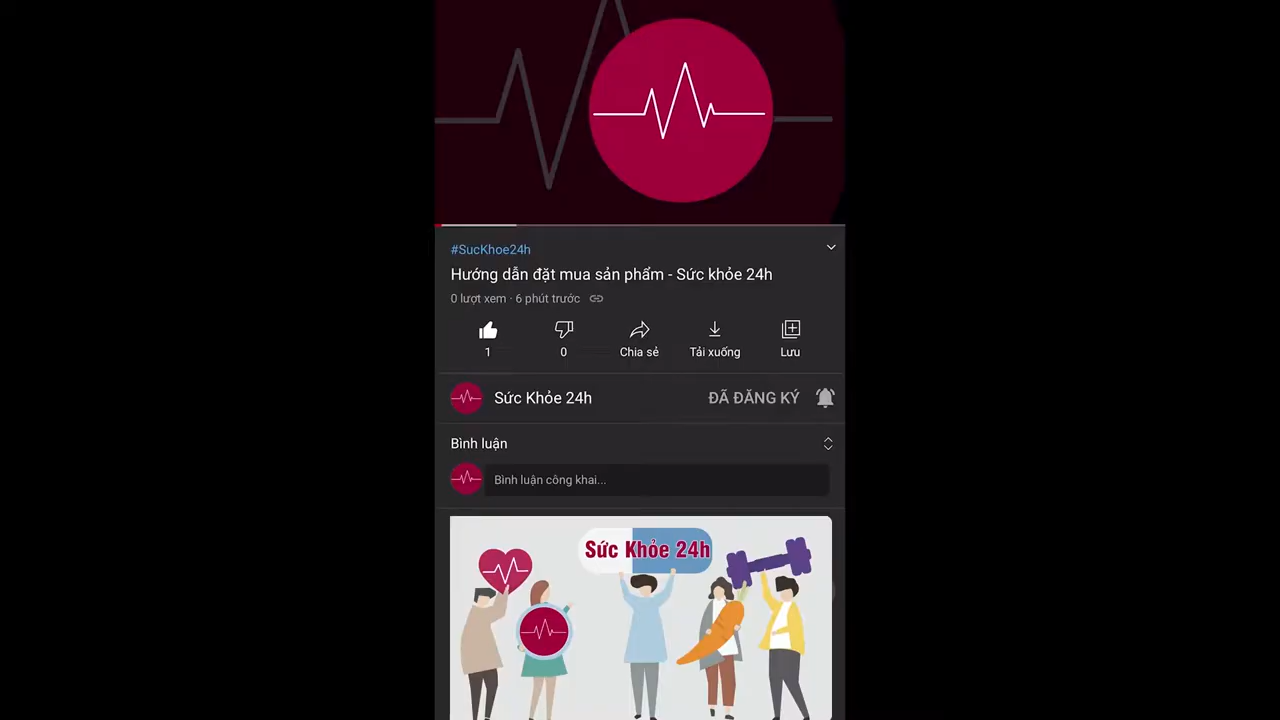 #SucKhoe24h
Hướng dẫn đặt mua sản phẩm - Sức khỏe 24h
0 lượt xem · 6 phút trước
1
0
Chia sẻ
Tải xuống
Lưu
Sức Khỏe 24h
ĐÃ ĐĂNG KÝ
Bình luận
Bình luận công khai...
Sức Khỏe 24h